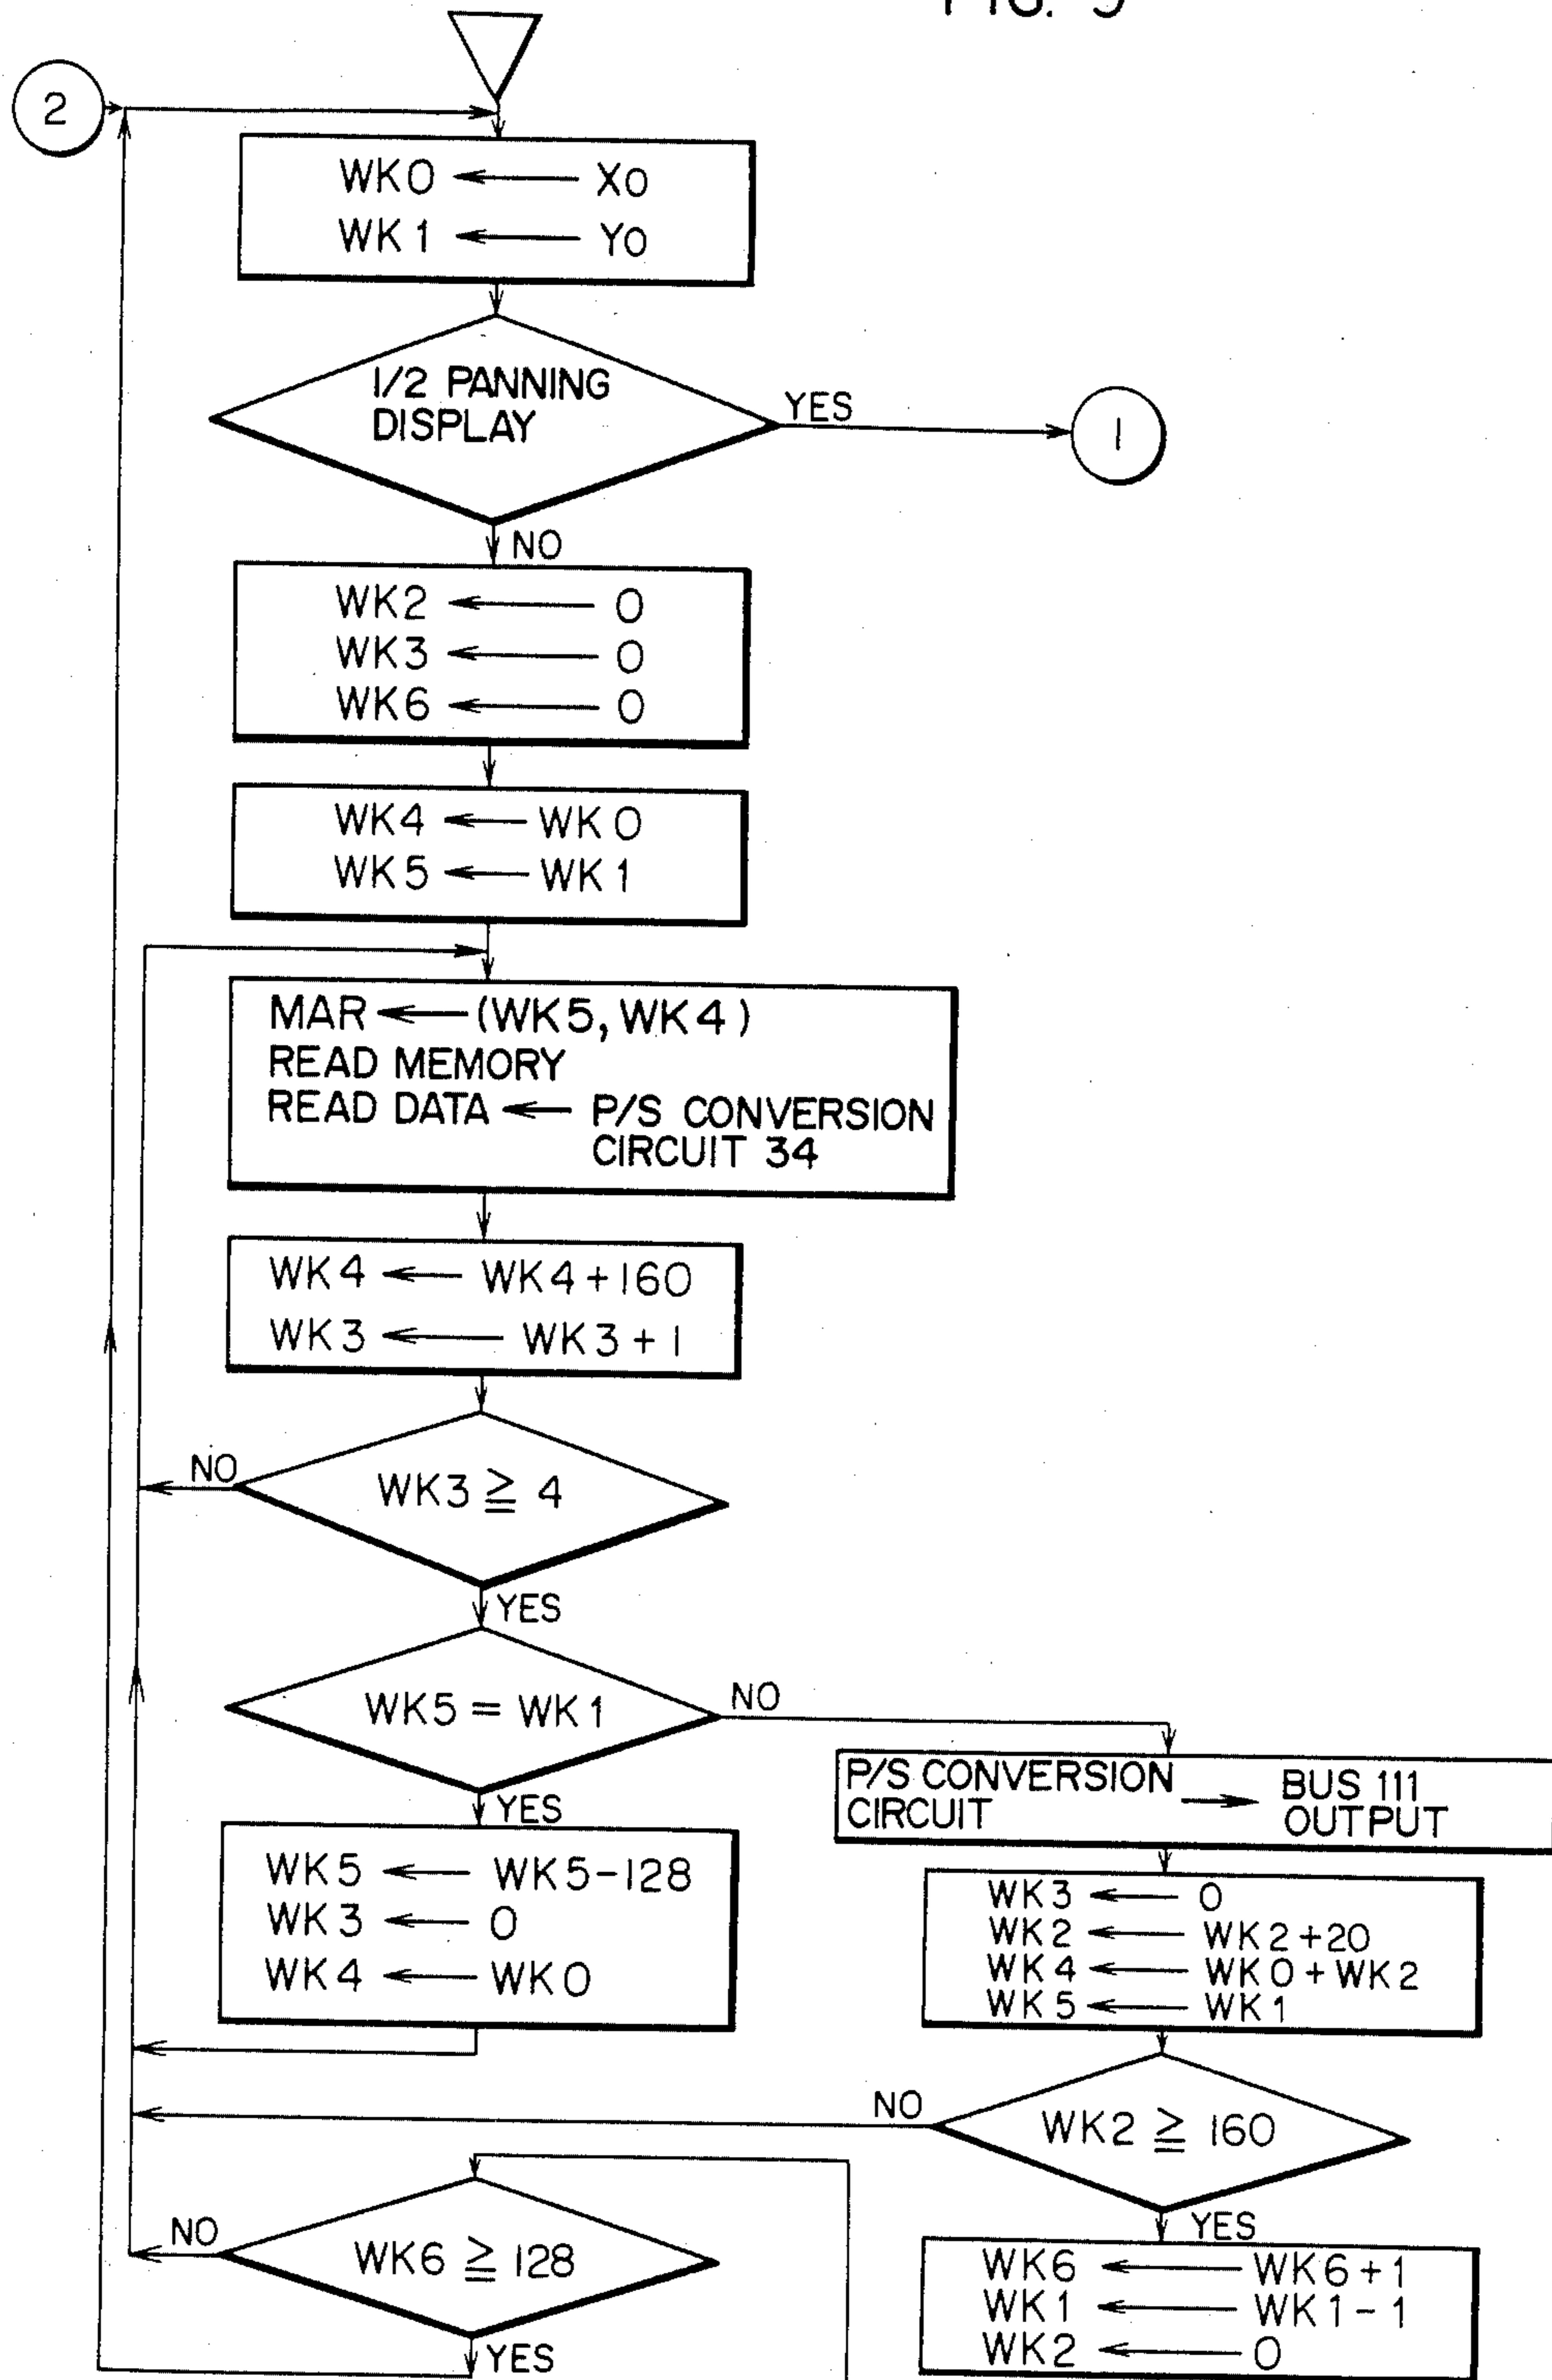 FIG. 9
2
WK0 ← X0
WK1 ← Y0
1/2 PANNING
DISPLAY
YES
1
NO
WK2 ← 0
WK3 ← 0
WK6 ← 0
WK4 ← WK0
WK5 ← WK1
MAR ← (WK5, WK4)
READ MEMORY
READ DATA ← P/S CONVERSION
CIRCUIT 34
WK4 ← WK4+160
WK3 ← WK3+1
NO
WK3 ≧ 4
YES
WK5 = WK1
NO
YES
P/S CONVERSION
CIRCUIT
→ BUS 111
OUTPUT
WK5 ← WK5-128
WK3 ← 0
WK4 ← WK0
WK3 ← 0
WK2 ← WK2+20
WK4 ← WK0+WK2
WK5 ← WK1
NO
WK2 ≧ 160
YES
NO
WK6 ≧ 128
YES
WK6 ← WK6+1
WK1 ← WK1-1
WK2 ← 0